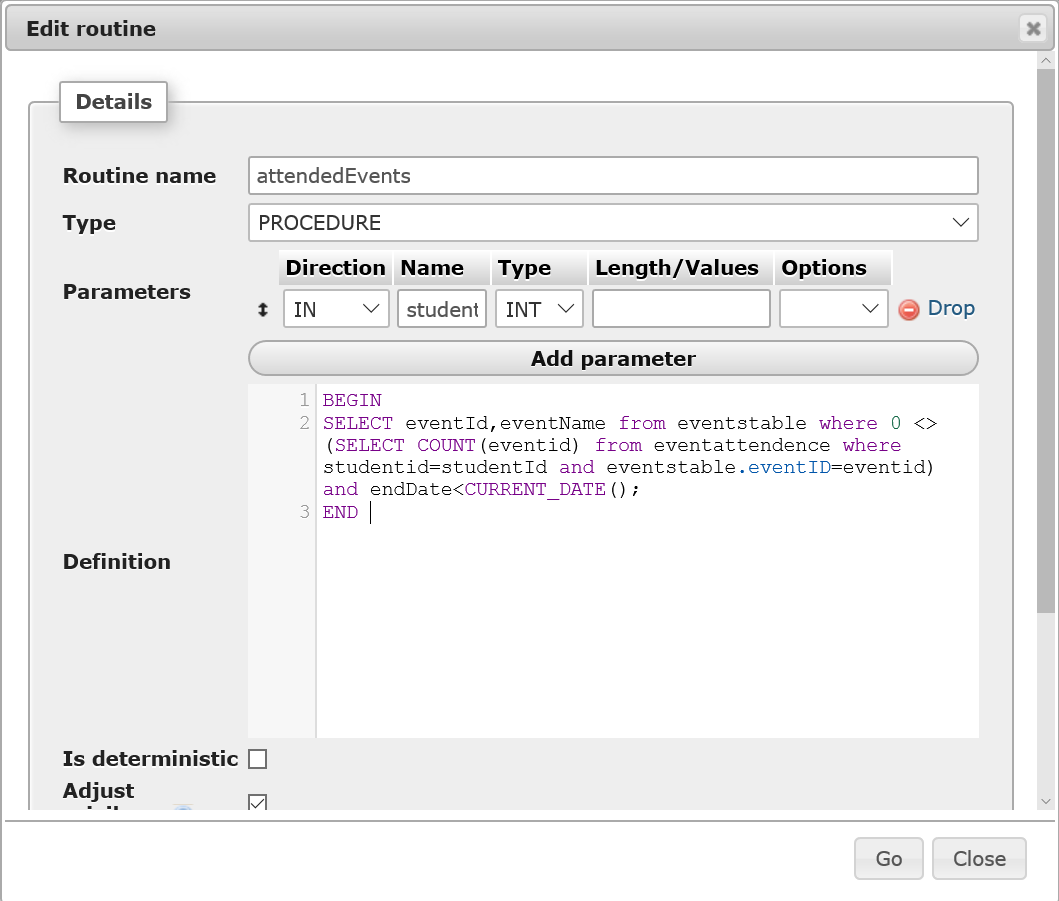 Edit routine
Details
Routine name attendedEvents
Type PROCEDURE
Direction Name Type Length/Values Options
Parameters
IN student INT Drop
Add parameter
1 BEGIN
2 SELECT eventId,eventName from eventstable where 0 <>
(SELECT COUNT(eventid) from eventattendence where
studentid=studentId and eventstable.eventID=eventid)
and endDate<CURRENT_DATE();
3 END
Definition
Is deterministic
Adjust
Go Close